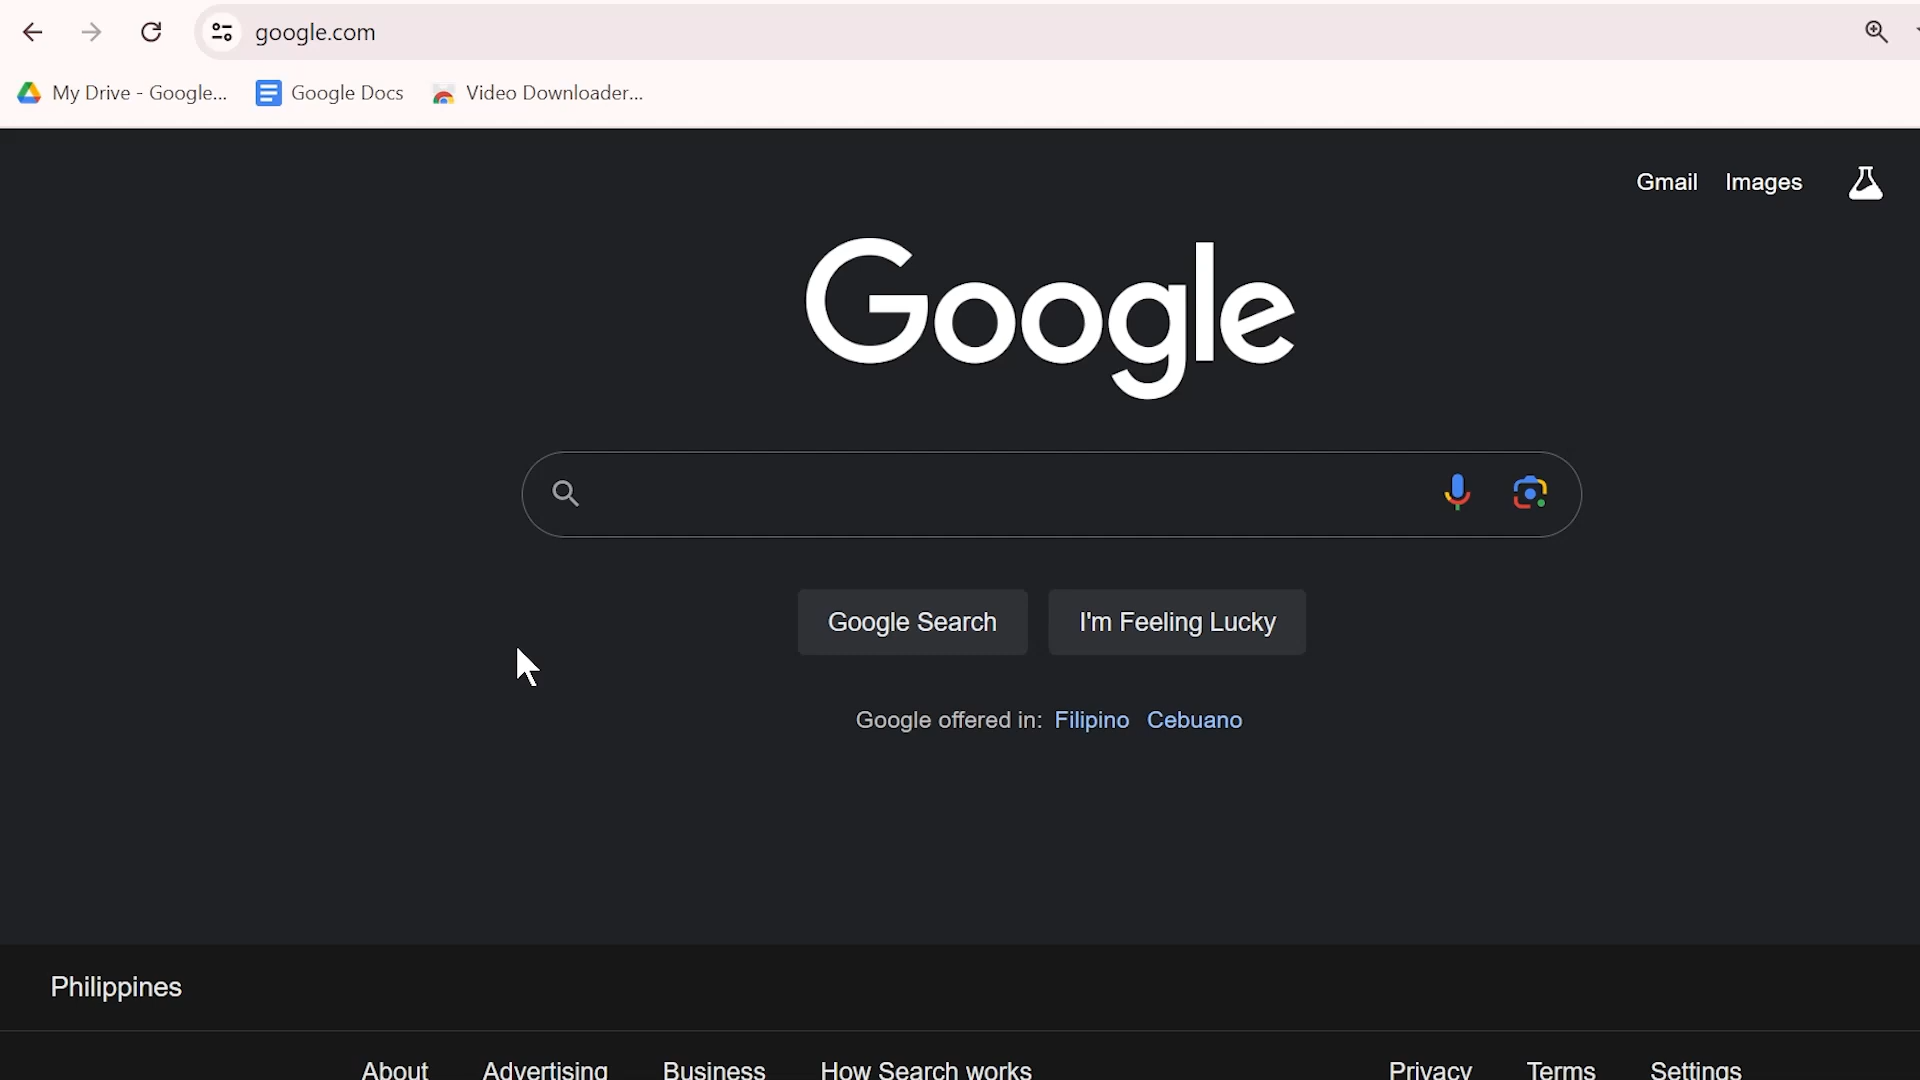 google.com
My Drive - Google... Google Docs Video Downloader...
Gmail Images
Google
Google Search I'm Feeling Lucky
Google offered in: Filipino Cebuano
Philippines
About Advertising Business How Search works Privacy Terms Settings